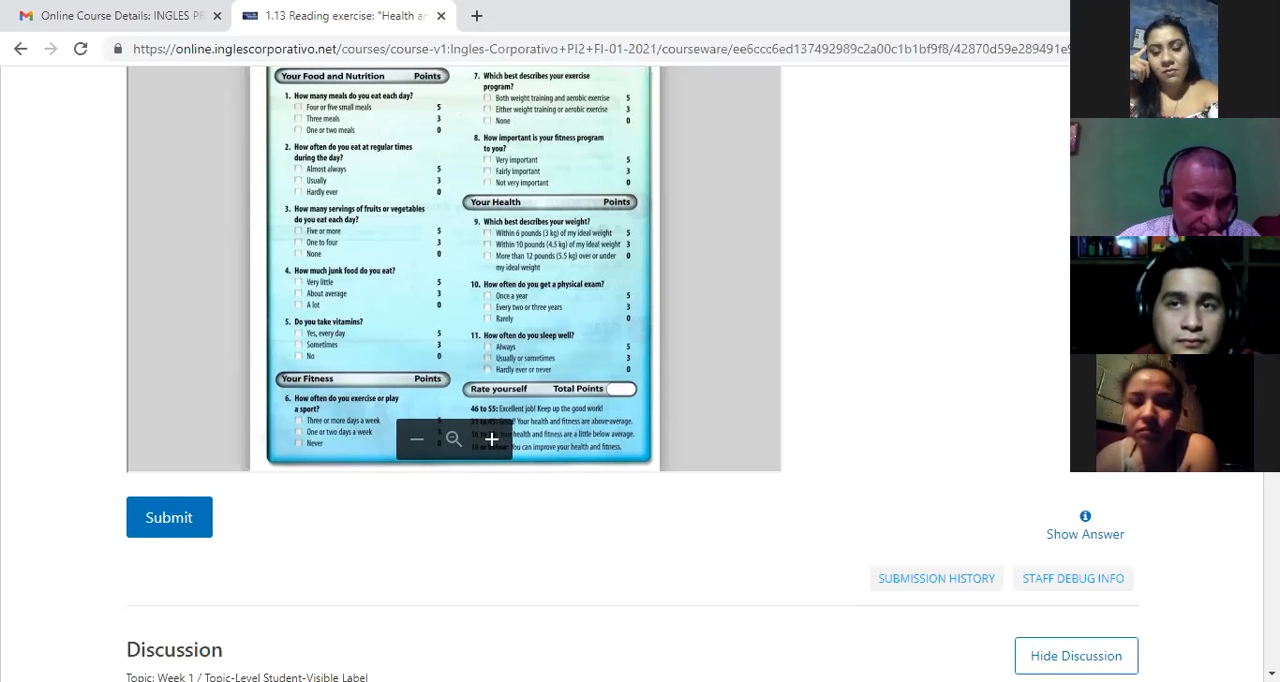 Online Course Details: INGLES PR
1.13 Reading exercise: "Health an
https://online.inglescorporativo.net/courses/course-v1:Ingles-Corporativo+PI2+FI-01-2021/courseware/ee6ccc6ed137492989c2a00c1b1bf9f8/42870d59e289491e9
Your Food and Nutrition Points
1. How many meals do you eat each day?
Four or five small meals 5
Three meals 3
One or two meals 0
2. How often do you eat at regular times
during the day?
Almost always 5
Usually 3
Hardly ever 0
3. How many servings of fruits or vegetables
do you eat each day?
Five or more 5
One to four 3
None 0
4. How much junk food do you eat?
Very little 5
About average 3
A lot 0
5. Do you take vitamins?
Yes, every day 5
Sometimes 3
No 0
Your Fitness Points
6. How often do you exercise or play
a sport?
Three or more days a week
One or two days a week
Never
7. Which best describes your exercise
program?
Both weight training and aerobic exercise 5
Either weight training or aerobic exercise 3
None 0
8. How important is your fitness program
to you?
Very important 5
Fairly important 3
Not very important 0
Your Health Points
9. Which best describes your weight?
Within 6 pounds (3 kg) of my ideal weight 5
Within 10 pounds (4.5 kg) of my ideal weight 3
More than 12 pounds (5.5 kg) over or under 0
my ideal weight
10. How often do you get a physical exam?
Once a year 5
Every two or three years 3
Rarely 0
11. How often do you sleep well?
Always 5
Usually or sometimes 3
Hardly ever or never 0
Rate yourself Total Points
46 to 55: Excellent job! Keep up the good work!
Your health and fitness are above average.
Your health and fitness are a little below average.
You can improve your health and fitness.
Submit
Show Answer
SUBMISSION HISTORY
STAFF DEBUG INFO
Discussion
Hide Discussion
Topic: Week 1 / Topic-Level Student-Visible Label